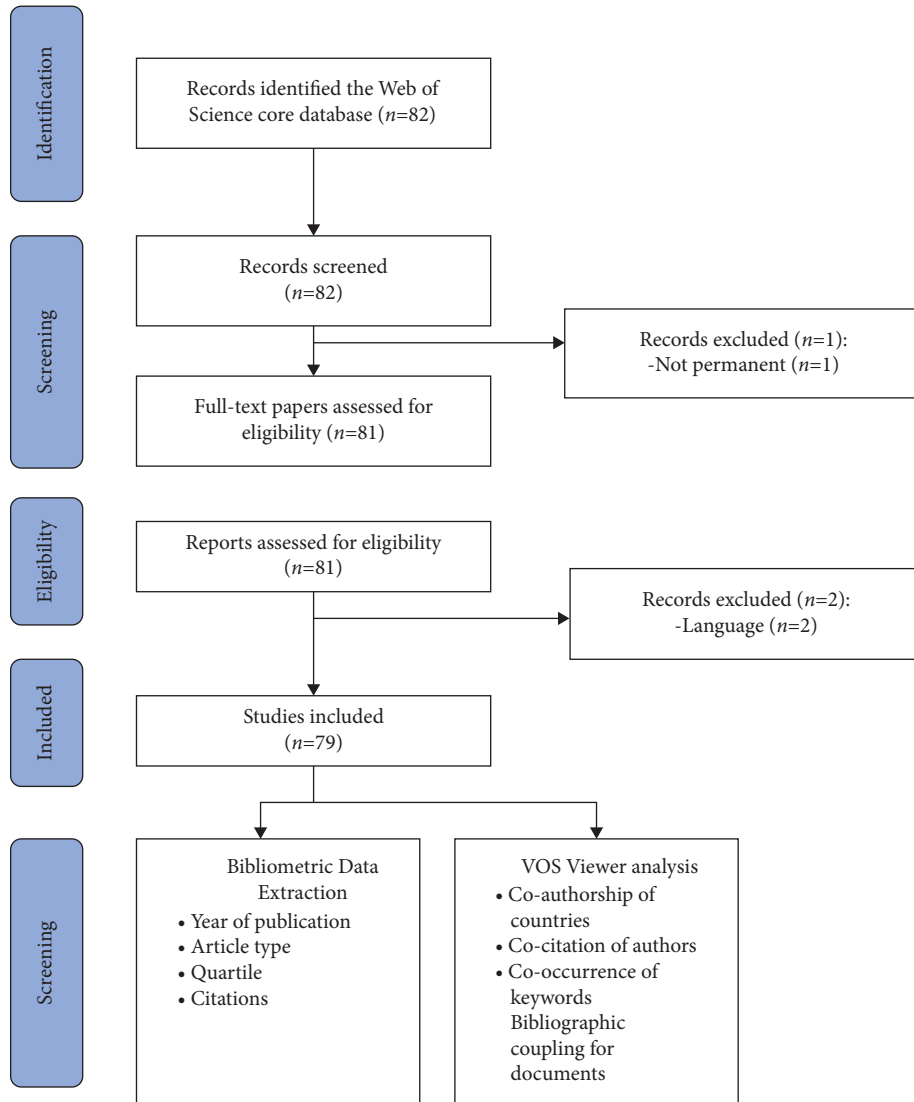 Identification
Records identified the Web of
Science core database (n=82)
Screening
Records screened
(n=82)
Records excluded (n=1):
-Not permanent (n=1)
Full-text papers assessed for
eligibility (n=81)
Eligibility
Reports assessed for eligibility
(n=81)
Records excluded (n=2):
-Language (n=2)
Included
Studies included
(n=79)
Screening
Bibliometric Data
Extraction
• Year of publication
• Article type
• Quartile
• Citations
VOS Viewer analysis
• Co-authorship of
countries
• Co-citation of authors
• Co-occurrence of
keywords
Bibliographic
coupling for
documents